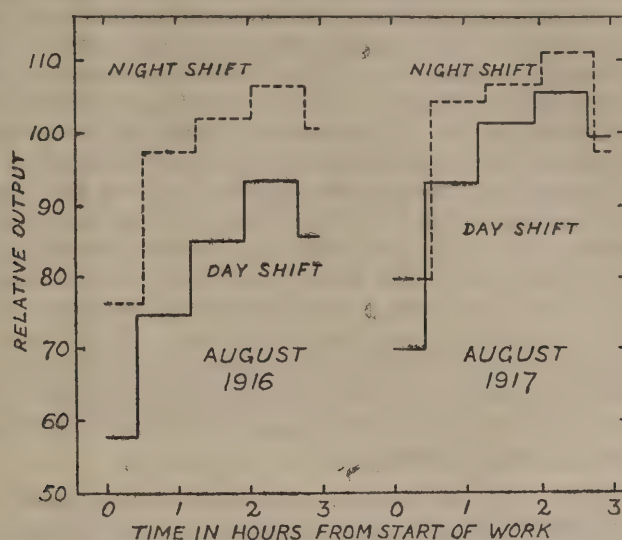 110
100
90
80
70
60
50
RELATIVE OUTPUT
NIGHT SHIFT
DAY SHIFT
AUGUST
1916
NIGHT SHIFT
DAY SHIFT
AUGUST
1917
0 1 2 3 0 1 2 3
TIME IN HOURS FROM START OF WORK